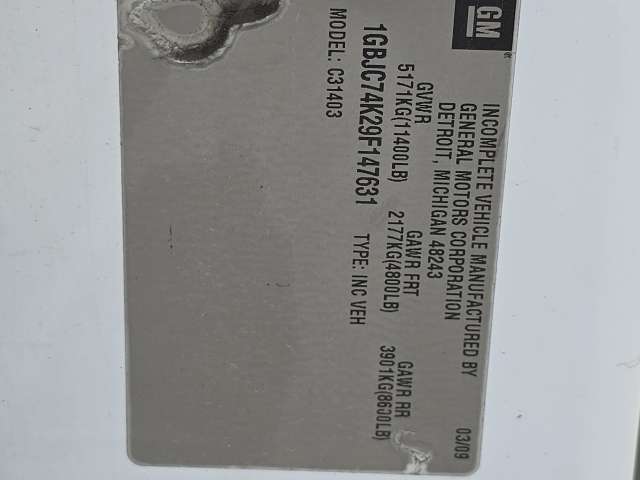 GM
INCOMPLETE VEHICLE MANUFACTURED BY
GENERAL MOTORS CORPORATION
DETROIT, MICHIGAN 48243
03/09
GVWR GAWR FRT GAWR RR
5171KG(11400LB) 2177KG(4800LB) 3901KG(8600LB)
1GBJC74K29F147631 TYPE: INC VEH
MODEL: C31403